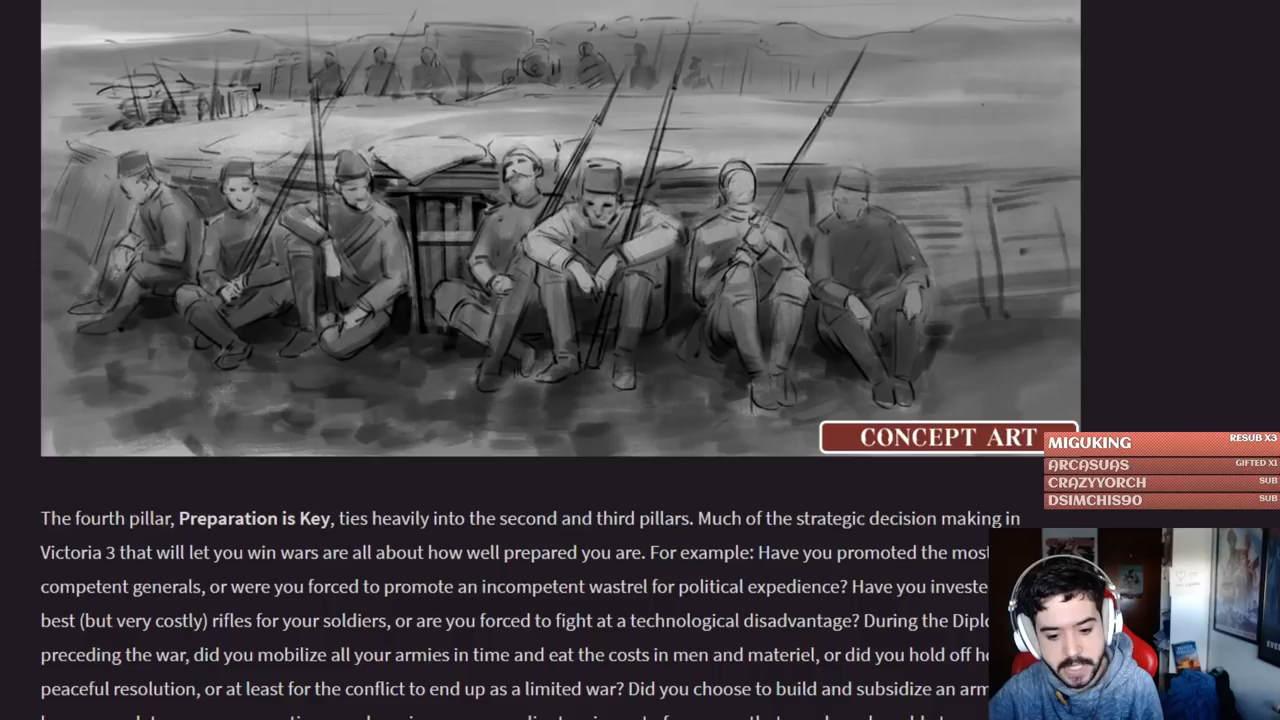 CONCEPT ART
MIGUKING RESUB X3
ARCASUAS GIFTED X1
CRAZYYORCH SUB
DSIMCHIS90 SUB
The fourth pillar, Preparation is Key, ties heavily into the second and third pillars. Much of the strategic decision making in
Victoria 3 that will let you win wars are all about how well prepared you are. For example: Have you promoted the most
competent generals, or were you forced to promote an incompetent wastrel for political expedience? Have you investe
best (but very costly) rifles for your soldiers, or are you forced to fight at a technological disadvantage? During the Diplo
preceding the war, did you mobilize all your armies in time and eat the costs in men and materiel, or did you hold off h
peaceful resolution, or at least for the conflict to end up as a limited war? Did you choose to build and subsidize an arm